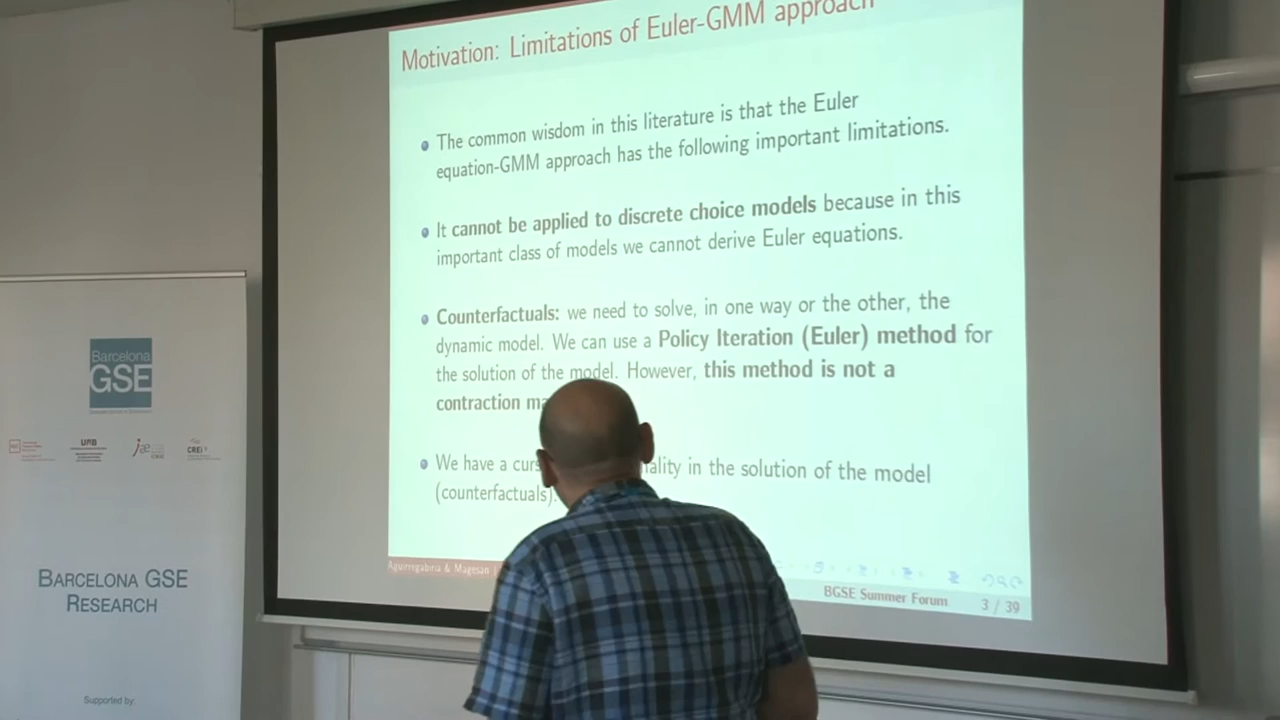 Motivation: Limitations of Euler-GMM approach
The common wisdom in this literature is that the Euler
equation-GMM approach has the following important limitations.
It cannot be applied to discrete choice models because in this
important class of models we cannot derive Euler equations.
Counterfactuals: we need to solve, in one way or the other, the
dynamic model. We can use a Policy Iteration (Euler) method for
the solution of the model. However, this method is not a
contraction
We have a in the solution of the model
(counterfactuals)
Aguirregabiria & Magesan
BGSE Summer Forum 3 / 39
Barcelona
GSE
UAB
CREi
BARCELONA GSE
RESEARCH
Supported by: